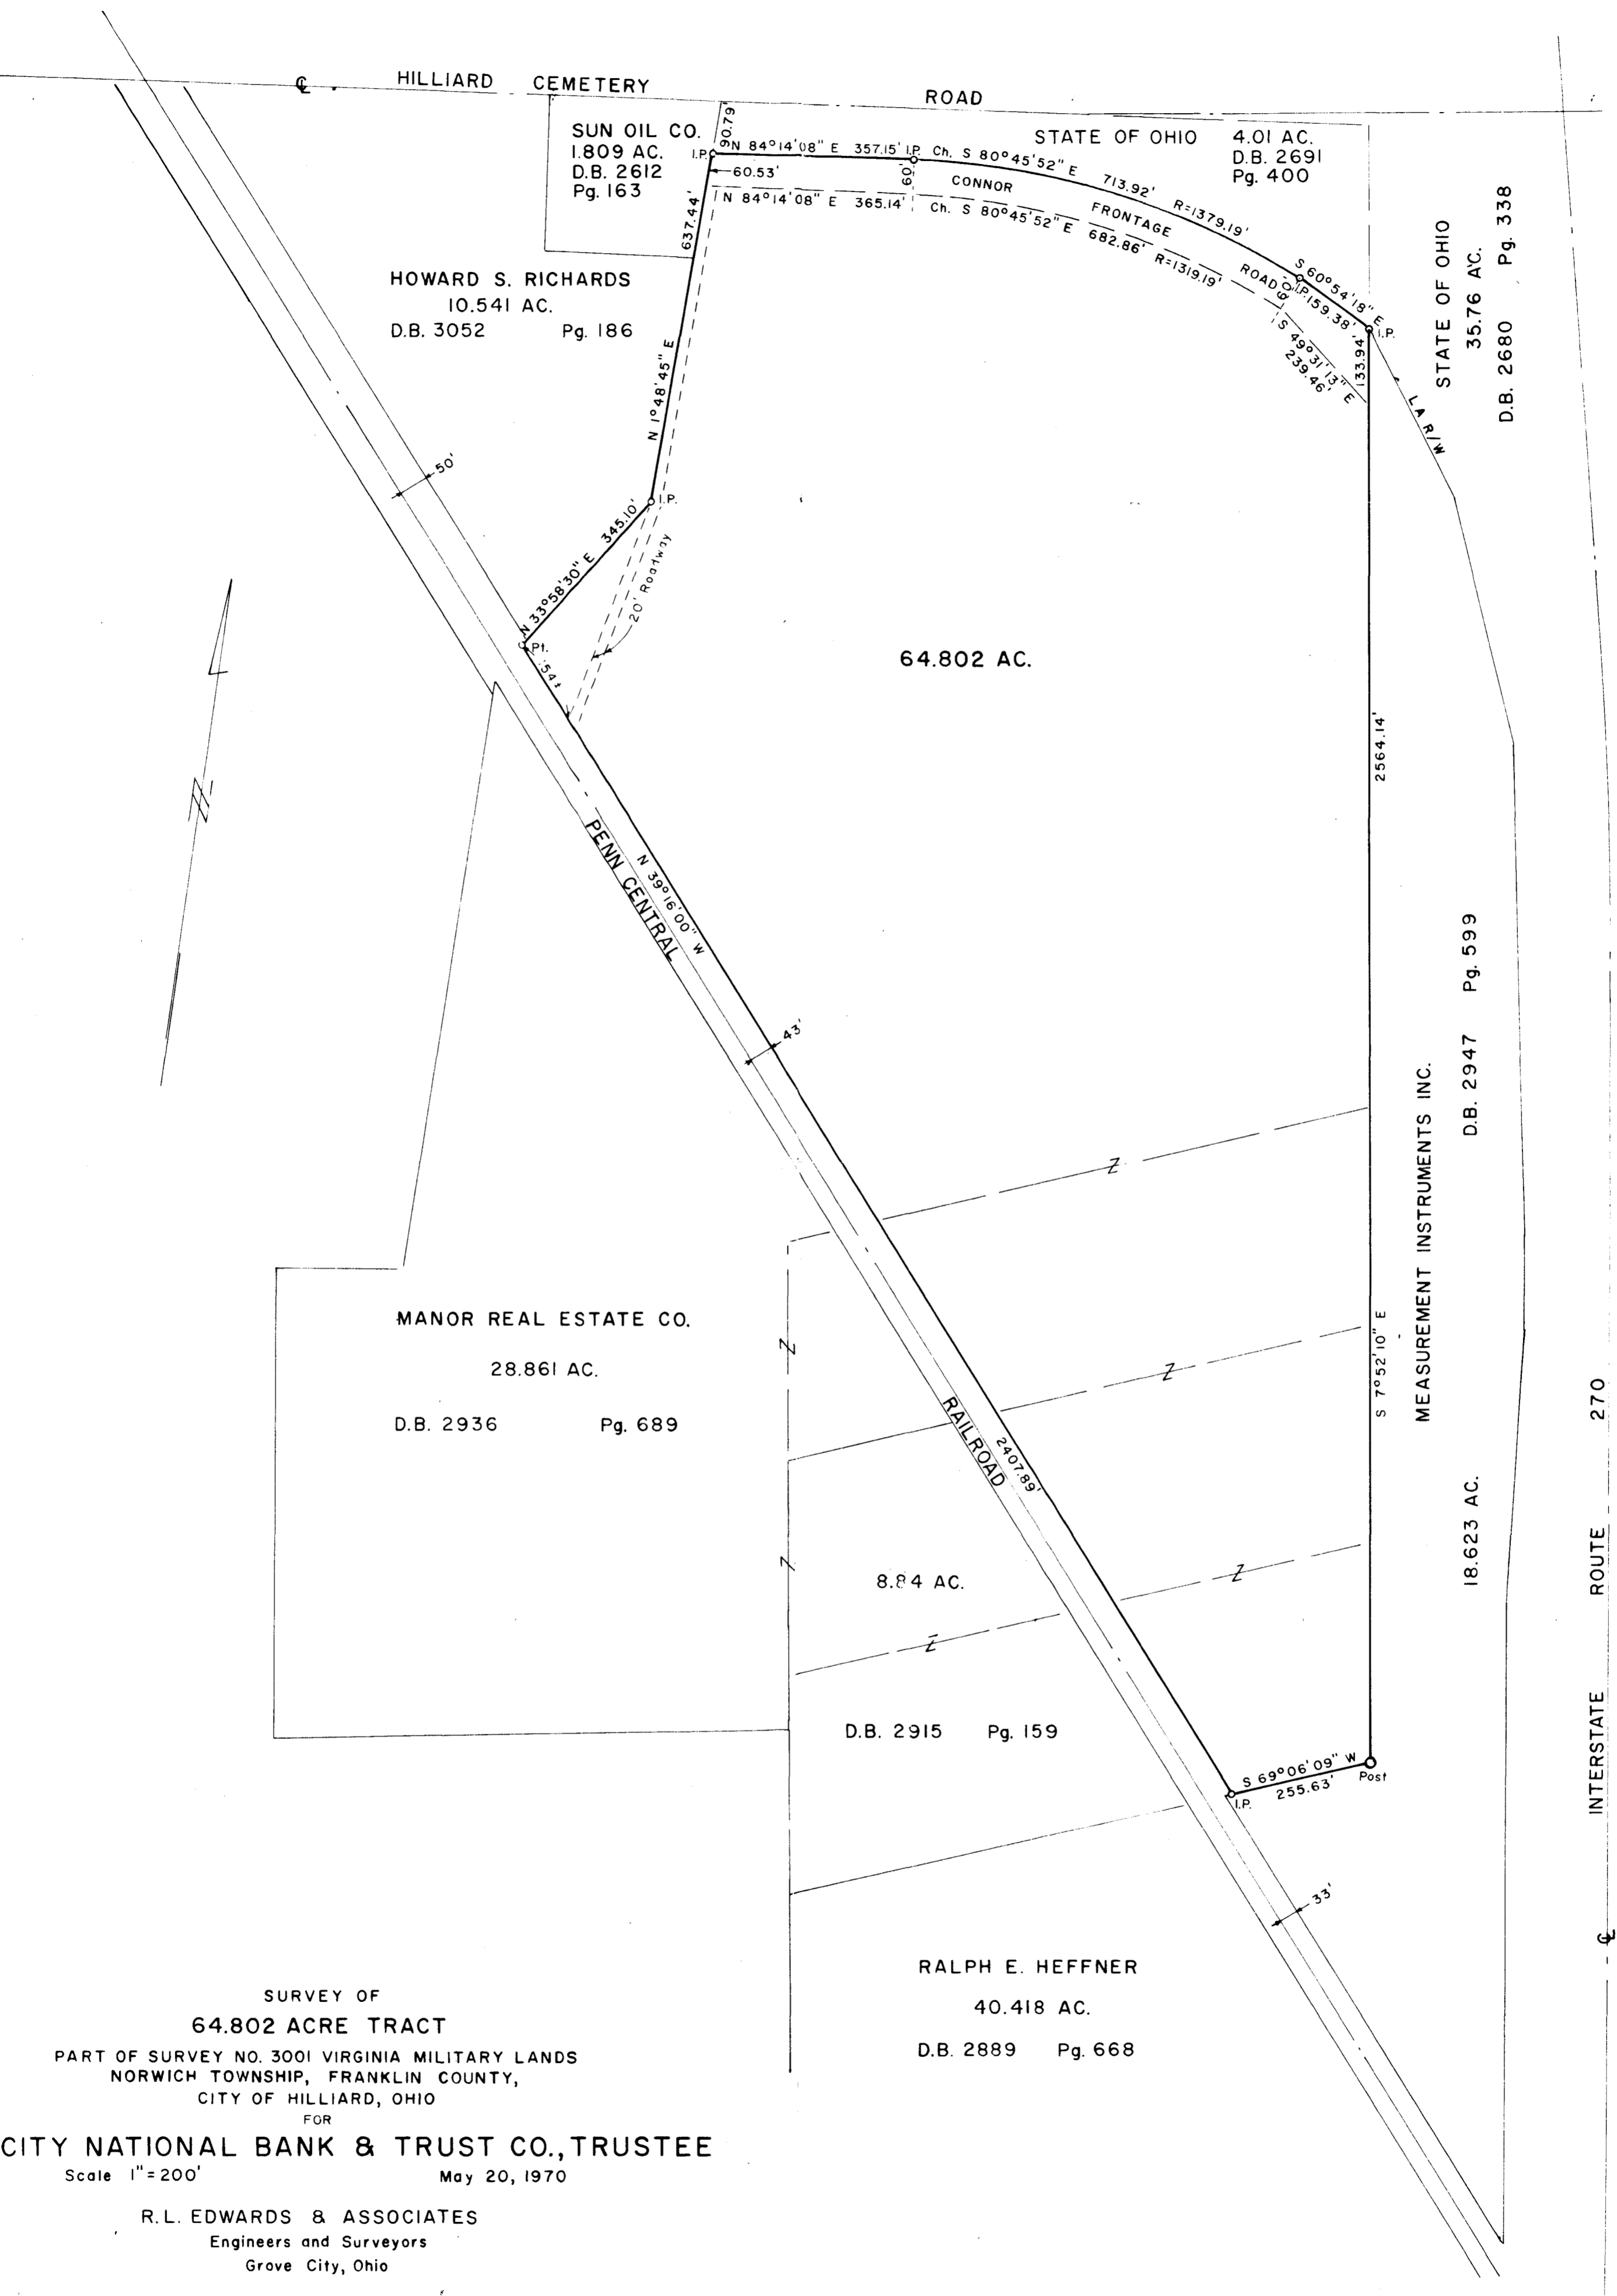 HILLIARD CEMETERY ROAD
SUN OIL CO.
1.809 AC.
D.B. 2612
Pg. 163
90.79
I.P.
N 84°14'08" E 357.15' I.P. Ch. S 80°45'52" E 713.92' R=1379.19'
STATE OF OHIO 4.01 AC.
D.B. 2691
Pg. 400
60.53'
60'
CONNOR FRONTAGE ROAD
N 84°14'08" E 365.14' Ch. S 80°45'52" E 682.86' R=1319.19'
S 60°54'18" E
I.P. 159.38'
60'
I.P.
S 49°31'13" E
239.46'
133.94'
L A R/W
STATE OF OHIO
35.76 AC.
D.B. 2680 Pg. 338
637.44'
N 1°48'45" E
HOWARD S. RICHARDS
10.541 AC.
D.B. 3052 Pg. 186
50'
I.P.
N 33°58'30" E 345.10'
20' Roadway
Pt.
64.802 AC.
2564.14'
N
PENN CENTRAL RAILROAD
N 39°16'00" W
43'
2407.89'
S 7°52'10" E
MEASUREMENT INSTRUMENTS INC.
D.B. 2947 Pg. 599
18.623 AC.
INTERSTATE ROUTE 270
MANOR REAL ESTATE CO.
28.861 AC.
D.B. 2936 Pg. 689
8.84 AC.
D.B. 2915 Pg. 159
S 69°06'09" W
255.63'
Post
I.P.
33'
RALPH E. HEFFNER
40.418 AC.
D.B. 2889 Pg. 668
SURVEY OF
64.802 ACRE TRACT
PART OF SURVEY NO. 3001 VIRGINIA MILITARY LANDS
NORWICH TOWNSHIP, FRANKLIN COUNTY,
CITY OF HILLIARD, OHIO
FOR
CITY NATIONAL BANK & TRUST CO., TRUSTEE
Scale 1"=200' May 20, 1970
R.L. EDWARDS & ASSOCIATES
Engineers and Surveyors
Grove City, Ohio